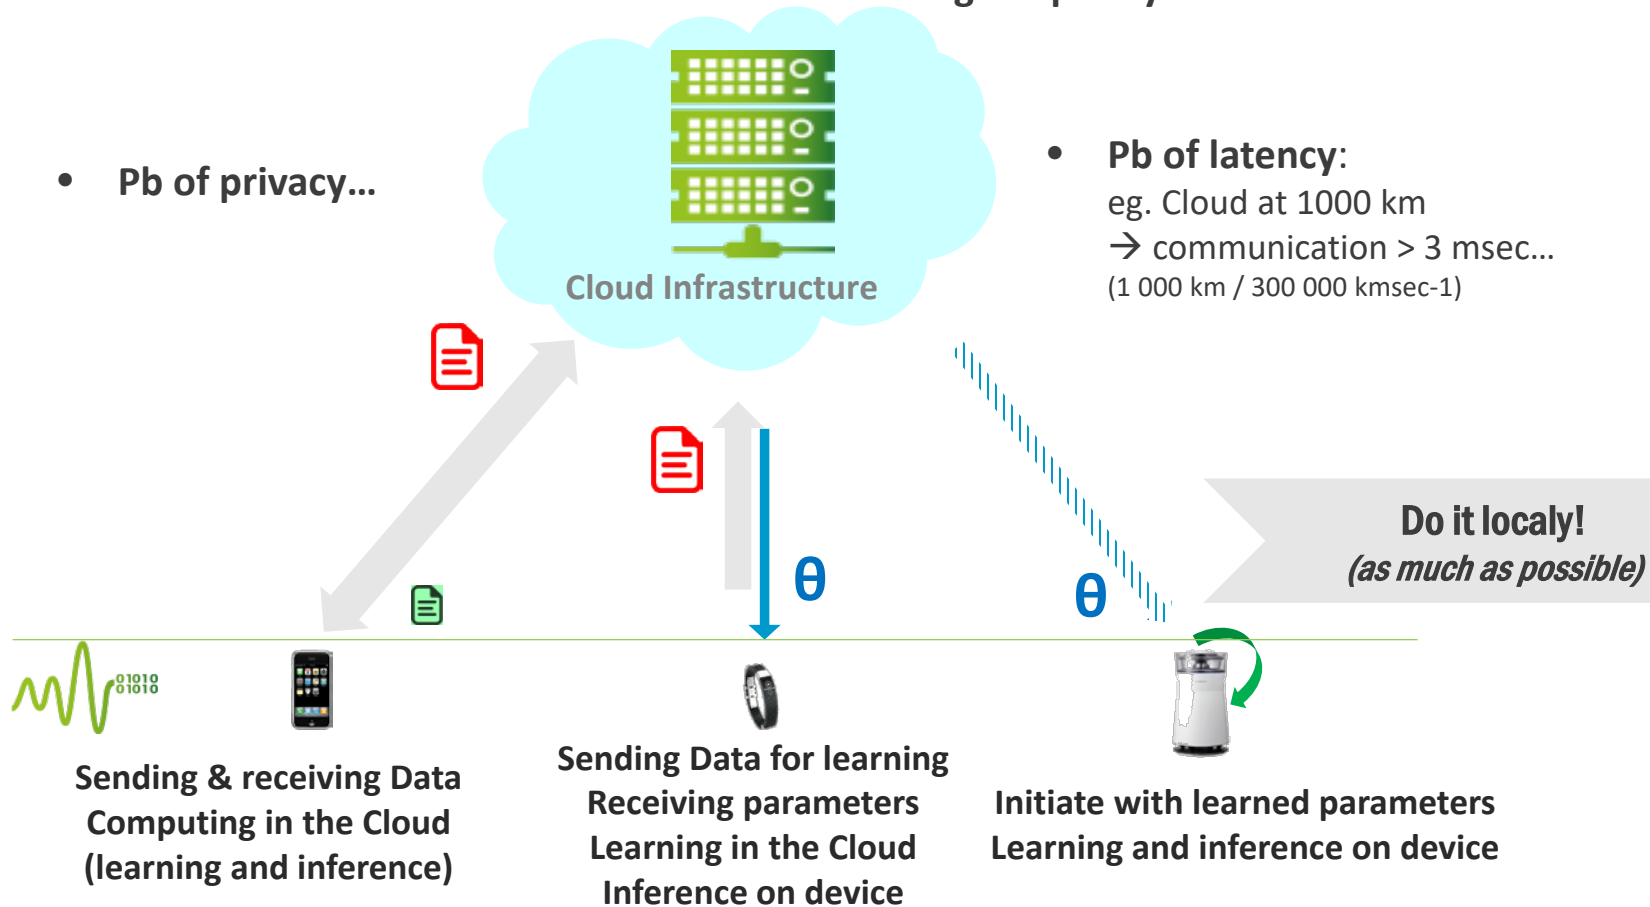 • Pb of privacy…
• Pb of latency:
eg. Cloud at 1000 km
→ communication > 3 msec…
(1 000 km / 300 000 kmsec-1)
Cloud Infrastructure
θ
θ
Do it localy!
(as much as possible)
01010
01010
Sending & receiving Data
Computing in the Cloud
(learning and inference)
Sending Data for learning
Receiving parameters
Learning in the Cloud
Inference on device
Initiate with learned parameters
Learning and inference on device